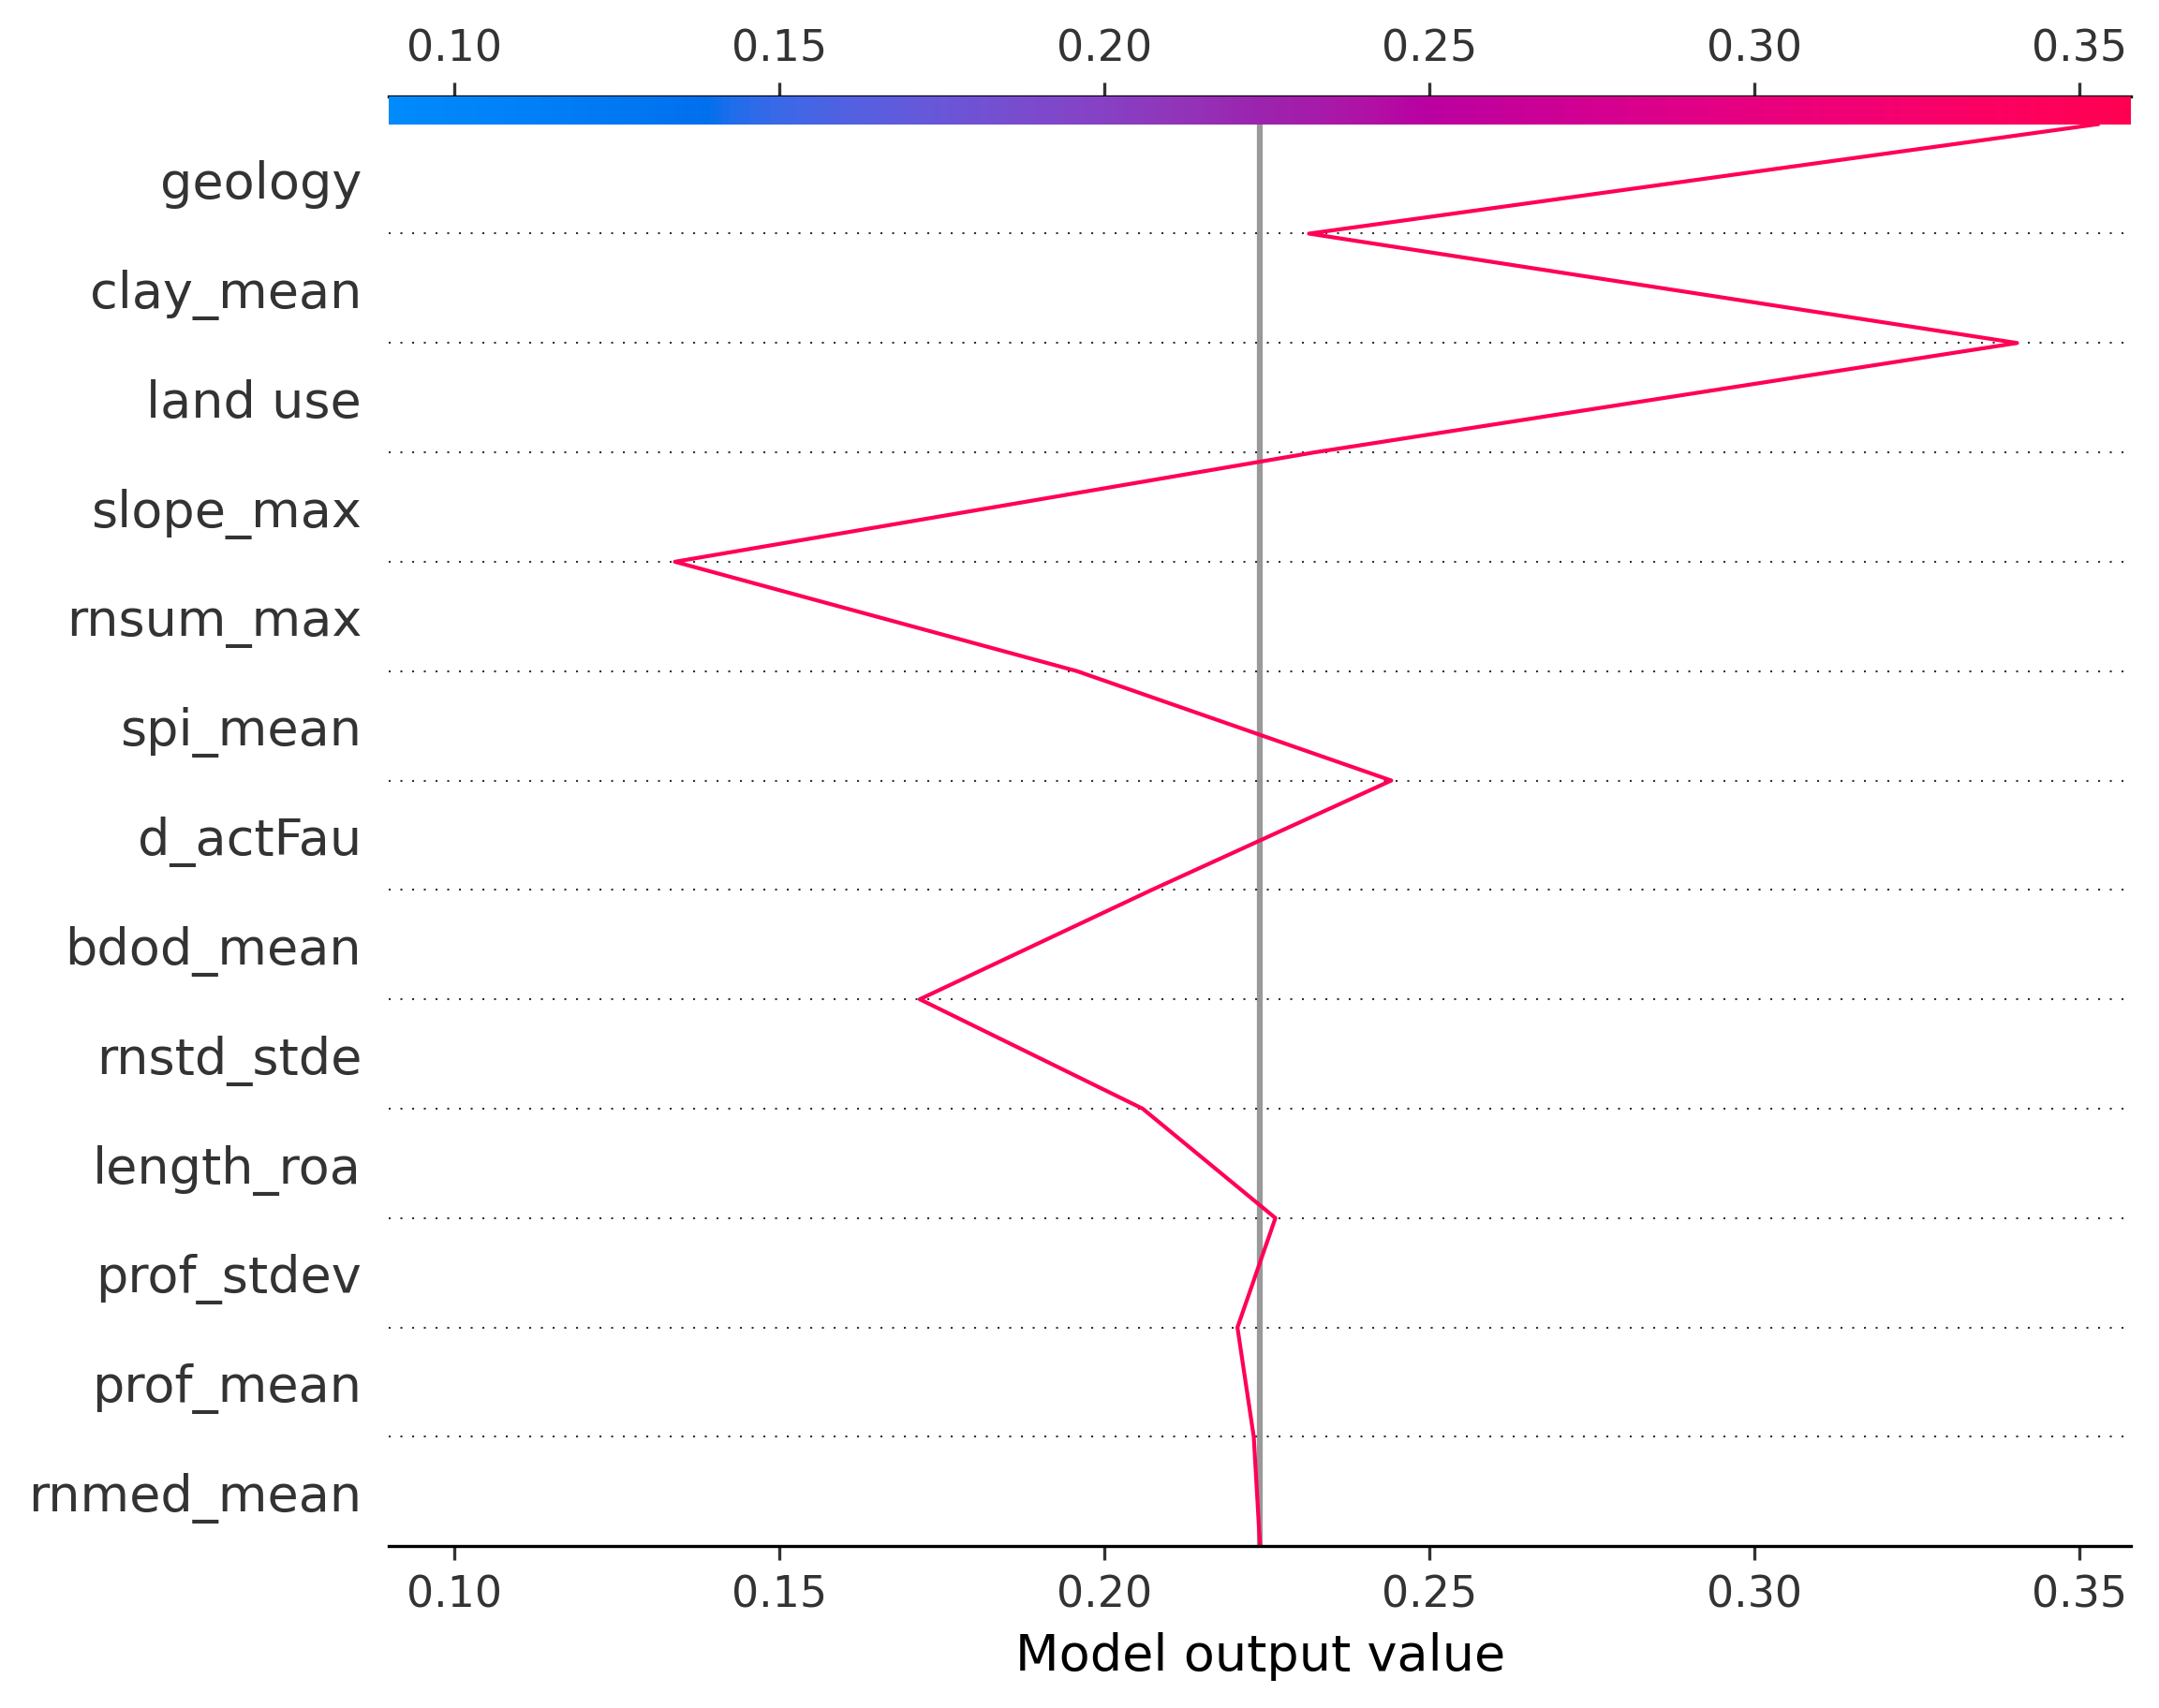 0.10 0.15 0.20 0.25 0.30 0.35
geology
clay_mean
land use
slope_max
rnsum_max
spi_mean
d_actFau
bdod_mean
rnstd_stde
length_roa
prof_stdev
prof_mean
rnmed_mean
0.10 0.15 0.20 0.25 0.30 0.35
Model output value